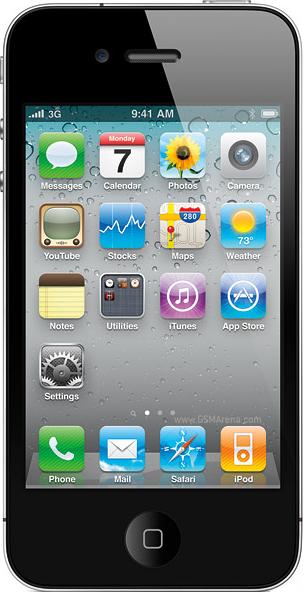 3G 9:41 AM
Monday
7
Messages Calendar Photos Camera
280
73°
YouTube Stocks Maps Weather
Notes Utilities iTunes App Store
Settings
www.GSMArena.com
Phone Mail Safari iPod